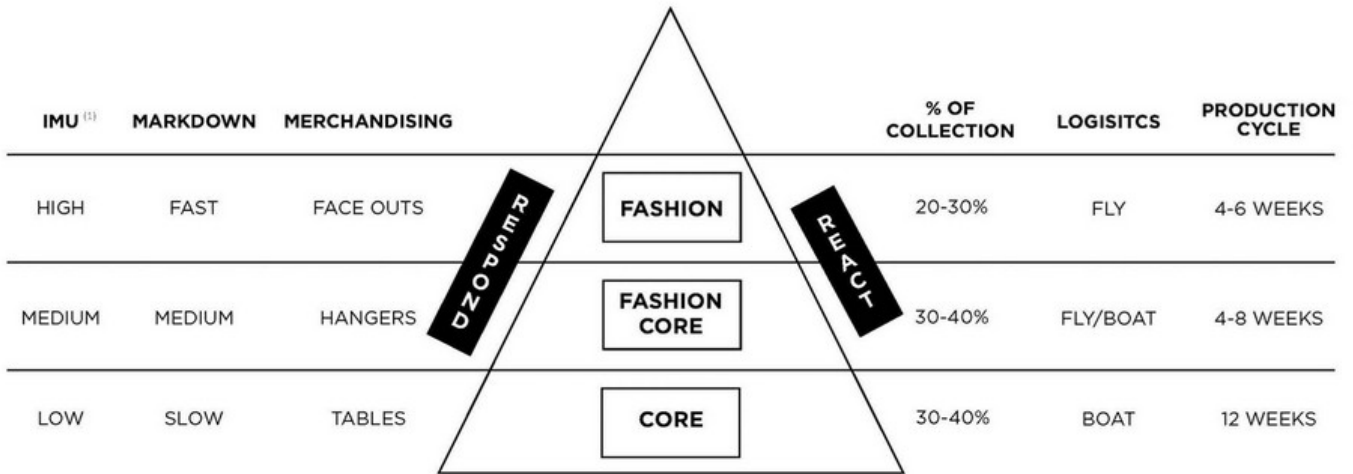 IMU (1) MARKDOWN MERCHANDISING % OF COLLECTION LOGISITCS PRODUCTION CYCLE
HIGH FAST FACE OUTS RESPOND FASHION REACT 20-30% FLY 4-6 WEEKS
MEDIUM MEDIUM HANGERS FASHION CORE 30-40% FLY/BOAT 4-8 WEEKS
LOW SLOW TABLES CORE 30-40% BOAT 12 WEEKS